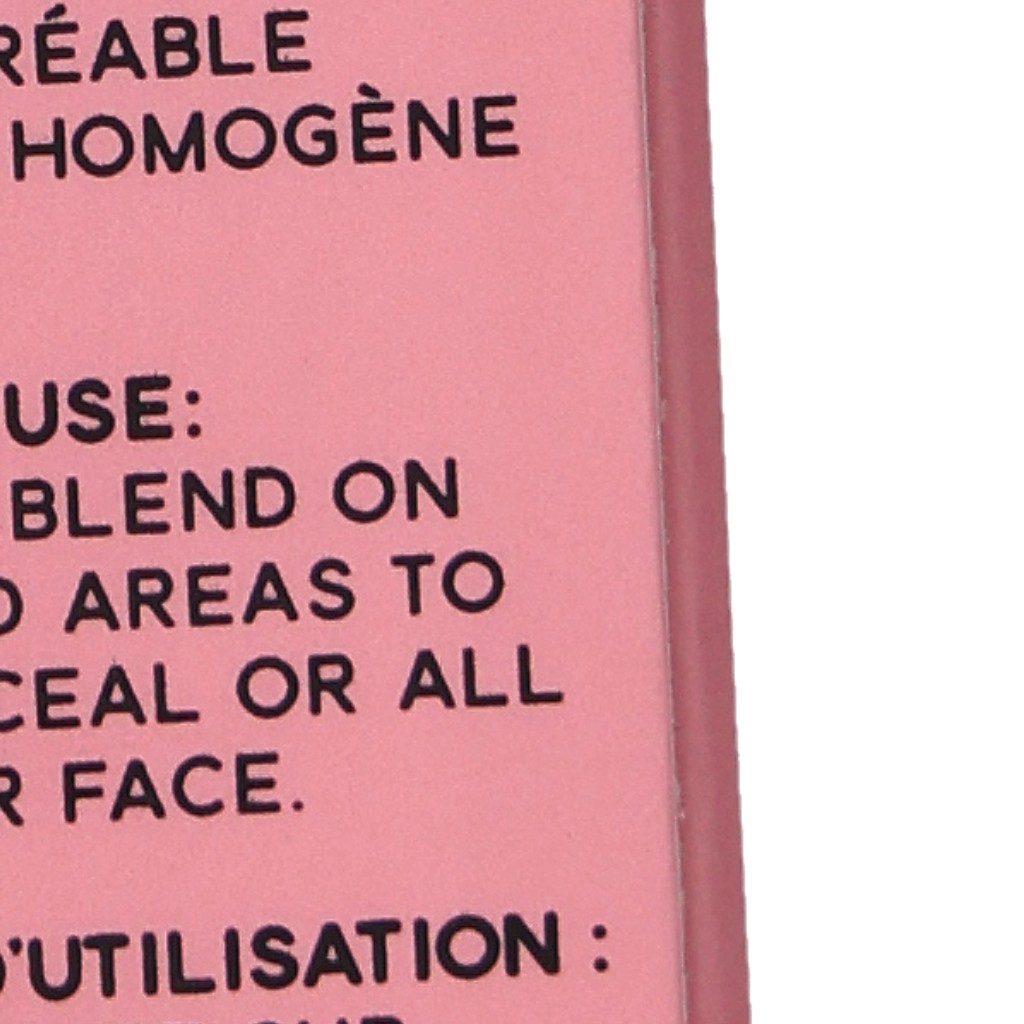 RÉABLE
HOMOGÈNE
USE:
BLEND ON
AREAS TO
CEAL OR ALL
R FACE.
D'UTILISATION :